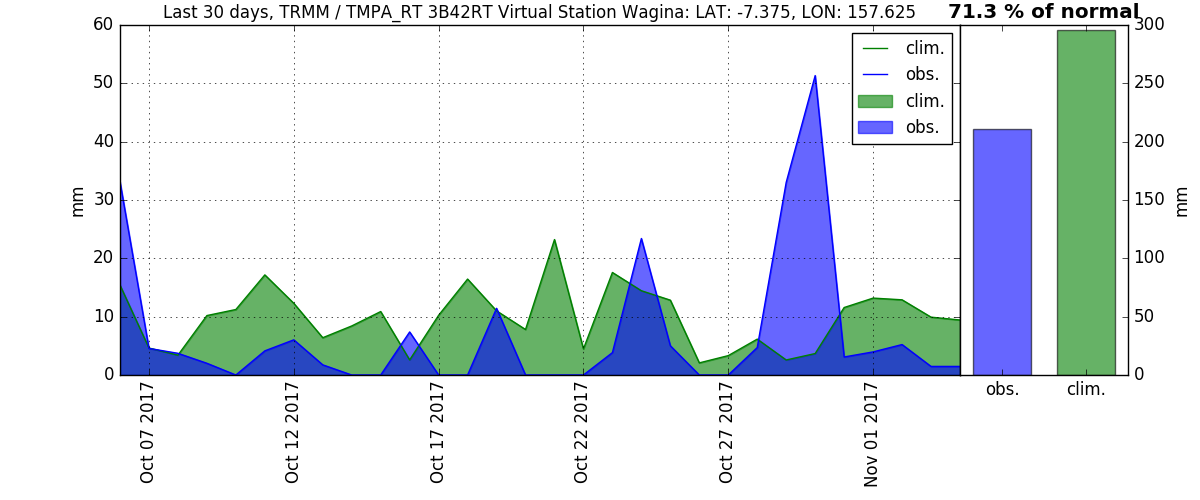 Last 30 days, TRMM / TMPA_RT 3B42RT Virtual Station Wagina: LAT: -7.375, LON: 157.625
71.3 % of normal
60
50
40
30
20
10
0
mm
clim.
obs.
clim.
obs.
300
250
200
150
100
50
0
mm
obs.
clim.
Oct 07 2017
Oct 12 2017
Oct 17 2017
Oct 22 2017
Oct 27 2017
Nov 01 2017